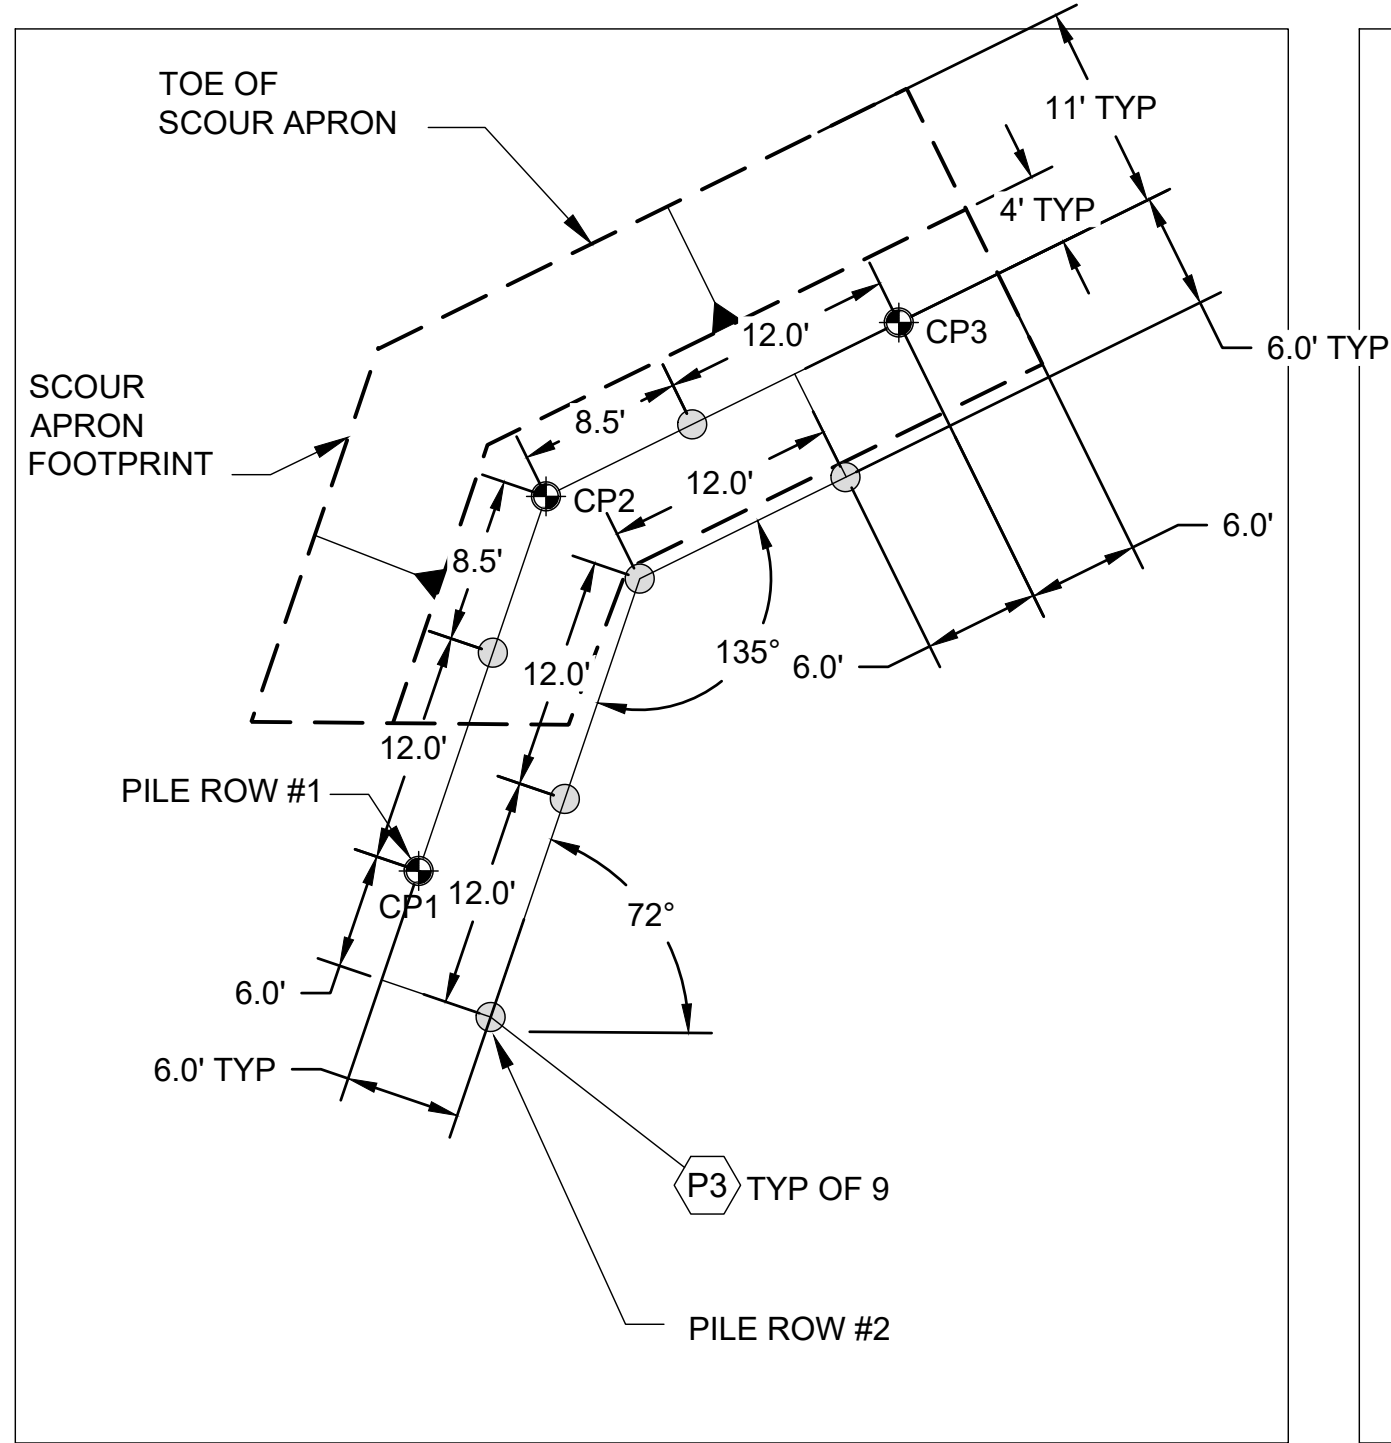 TOE OF
SCOUR APRON
11' TYP
4' TYP
12.0'
CP3
6.0' TYP
SCOUR
APRON
FOOTPRINT
8.5'
12.0'
CP2
6.0'
8.5'
135°
6.0'
12.0'
12.0'
PILE ROW #1
12.0'
CP1
72°
6.0'
6.0' TYP
P3 TYP OF 9
PILE ROW #2